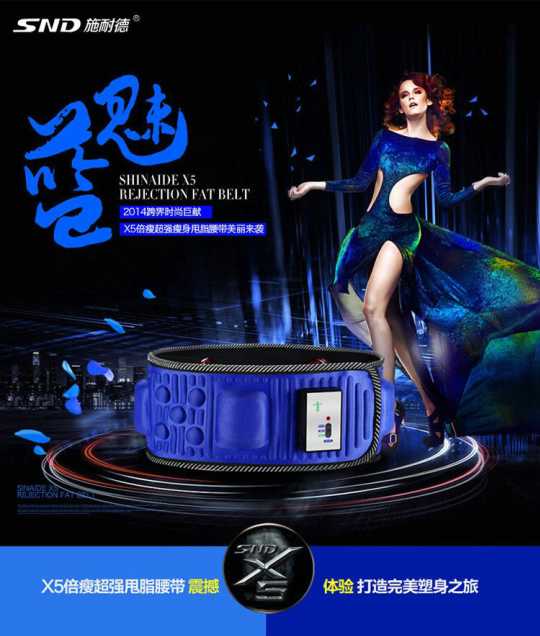 SND 施耐德®
魅
蓝
SHINAIDE X5
REJECTION FAT BELT
2014跨界时尚巨献
X5倍瘦超强瘦身甩脂腰带美丽来袭
SINAIDE X5
REJECTION FAT BELT
SND
X5
X5倍瘦超强甩脂腰带 震撼
体验 打造完美塑身之旅